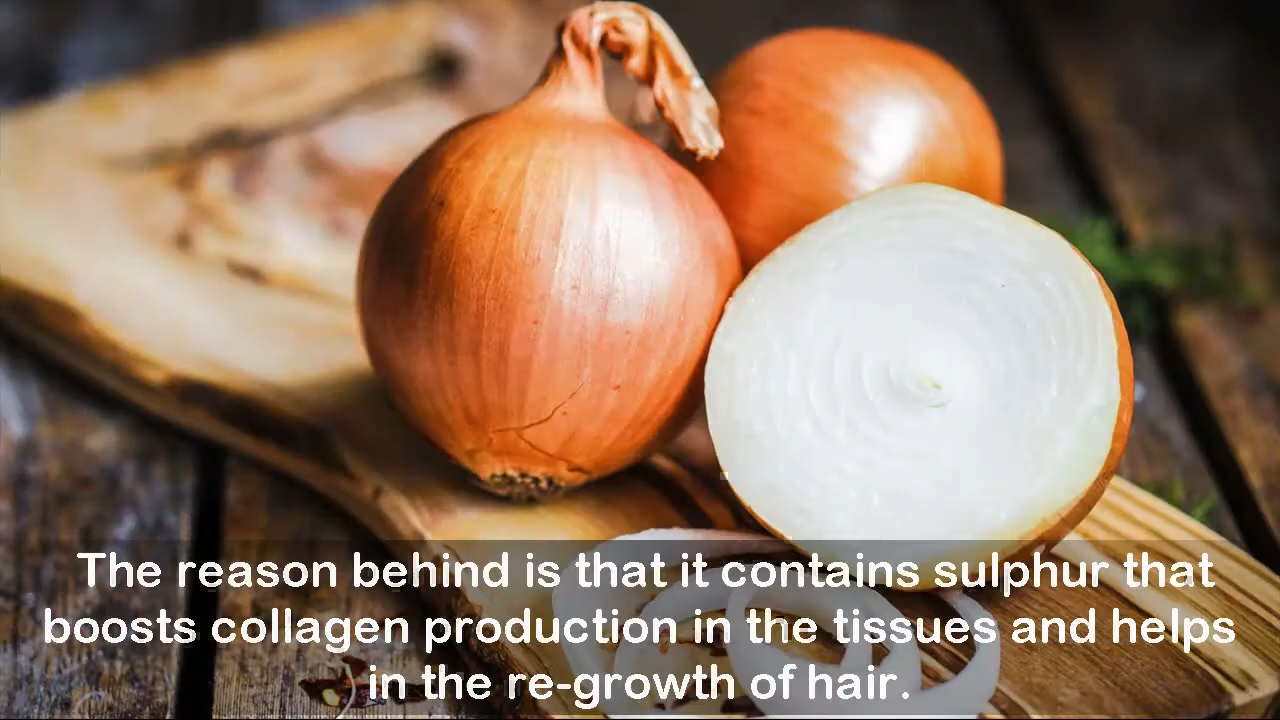 The reason behind is that it contains sulphur that
boosts collagen production in the tissues and helps
in the re-growth of hair.